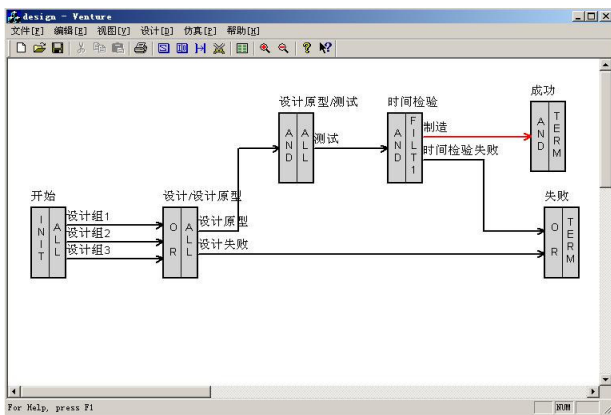 design - Venture
文件[F] 编辑[E] 视图[V] 设计[D] 仿真[P] 帮助[H]
设计原型/测试
AND ALL
测试
时间检验
AND FILT1
制造
时间检验失败
成功
AND TERM
开始
INIT ALL
设计组1
设计组2
设计组3
设计/设计原型
OR ALL
设计原型
设计失败
失败
OR TERM
For Help, press F1
NUM